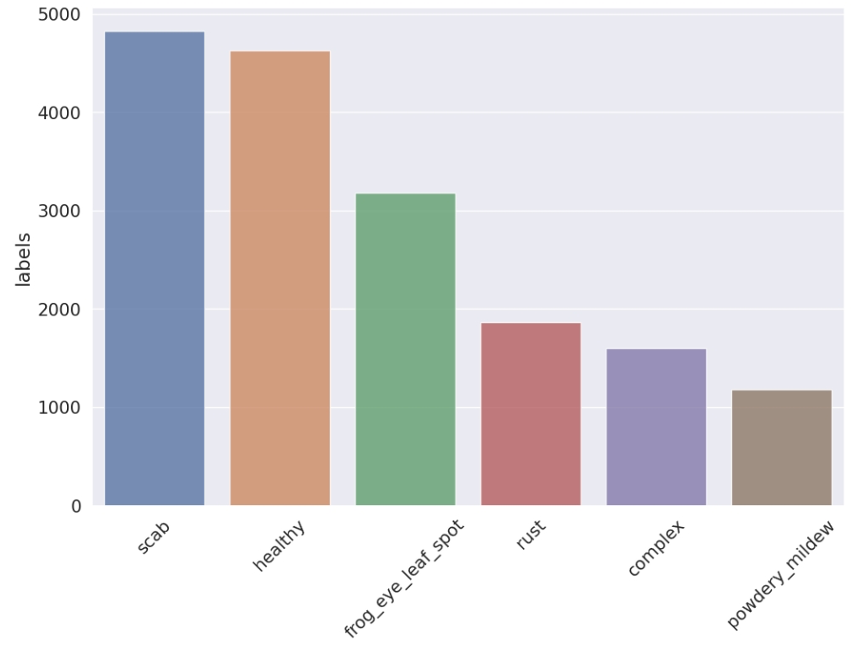 5000
4000
3000
2000
1000
0
labels
scab
healthy
frog_eye_leaf_spot
rust
complex
powdery_mildew